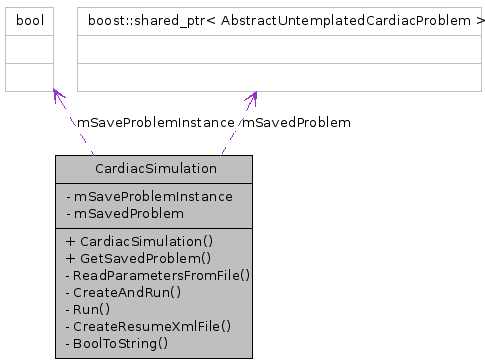 bool
boost::shared_ptr< AbstractUntemplatedCardiacProblem >
mSaveProblemInstance
mSavedProblem
CardiacSimulation
- mSaveProblemInstance
- mSavedProblem
+ CardiacSimulation()
+ GetSavedProblem()
- ReadParametersFromFile()
- CreateAndRun()
- Run()
- CreateResumeXmlFile()
- BoolToString()